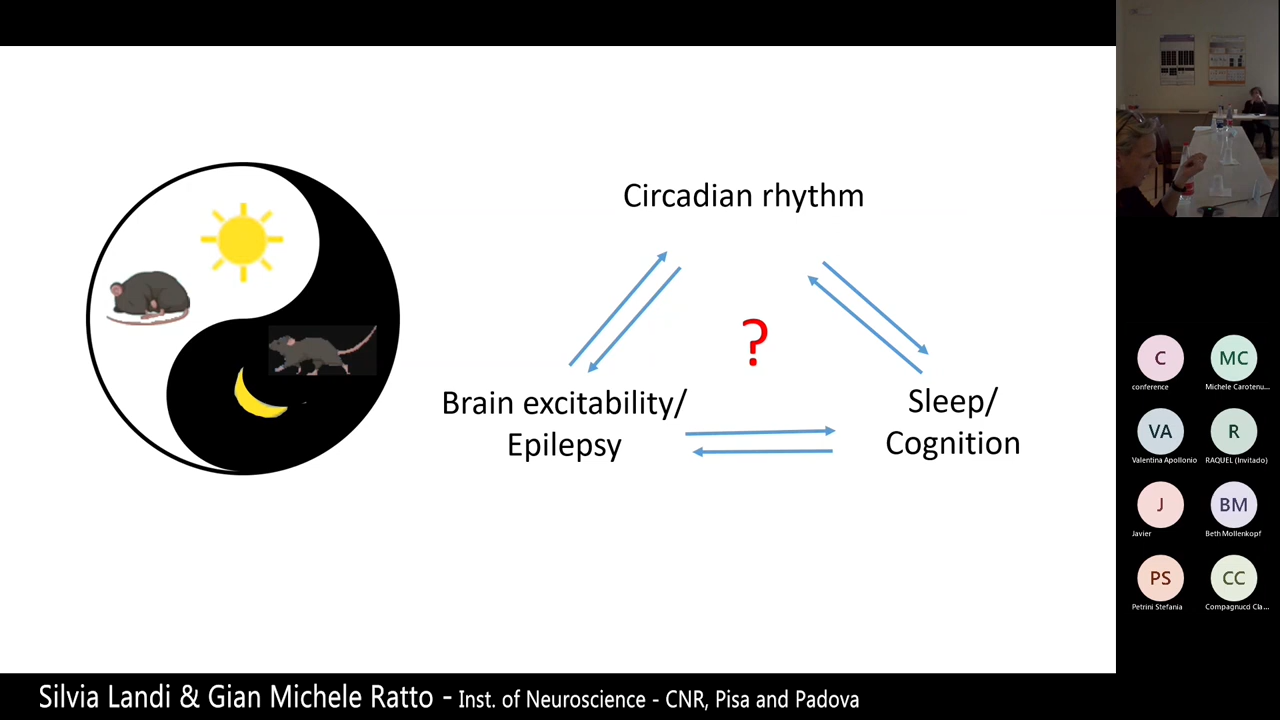 Circadian rhythm
?
Brain excitability/
Epilepsy
Sleep/
Cognition
C
conference
MC
Michele Carotenu...
VA
Valentina Apollonio
R
RAQUEL (Invitado)
J
Javier
BM
Beth Mollenkopf
PS
Petrini Stefania
CC
Compagnucci Cla...
Silvia Landi & Gian Michele Ratto - Inst. of Neuroscience - CNR, Pisa and Padova